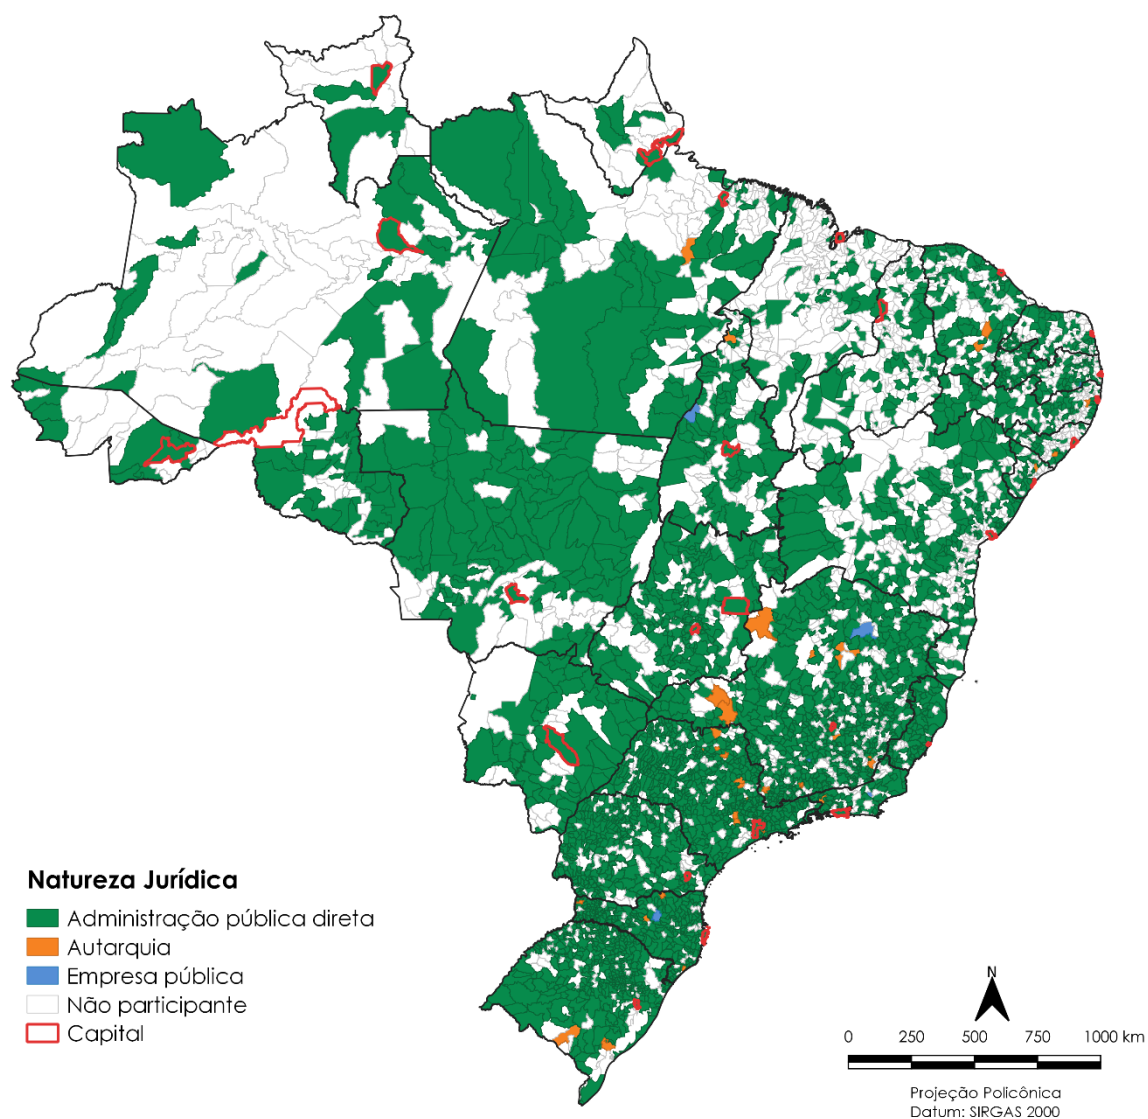 Natureza Jurídica
Administração pública direta
Autarquia
Empresa pública
Não participante
Capital
N
0 250 500 750 1000 km
Projeção Policônica
Datum: SIRGAS 2000